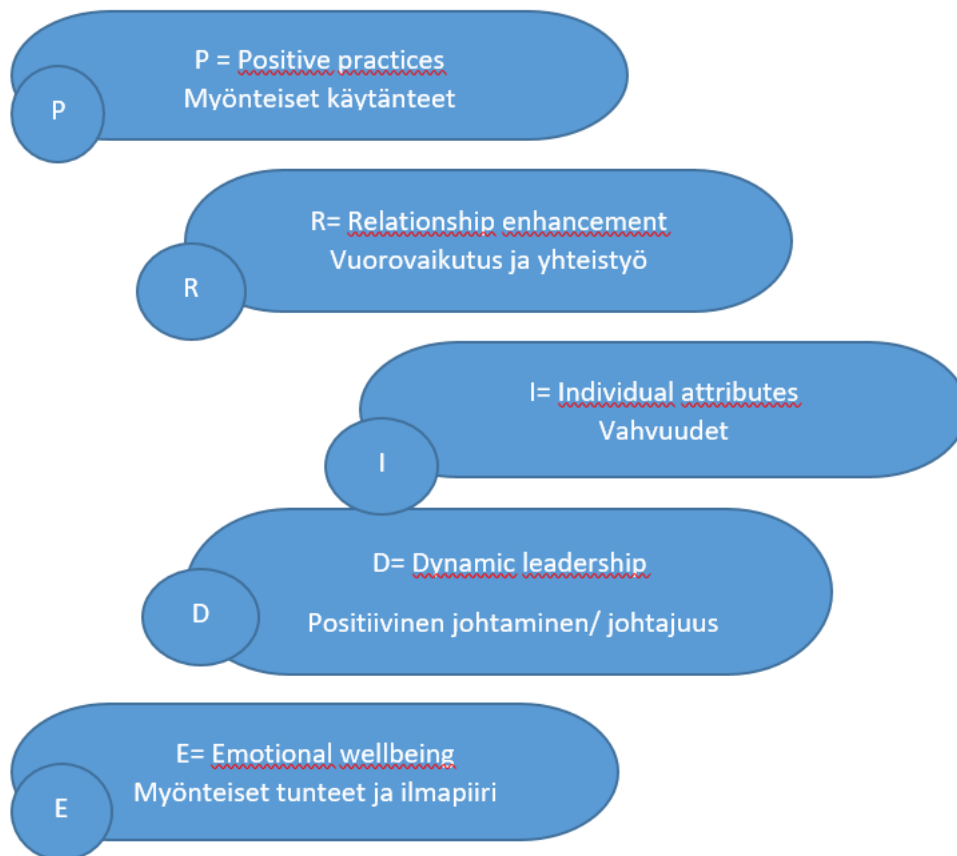 P = Positive practices
Myönteiset käytänteet
P
R= Relationship enhancement
Vuorovaikutus ja yhteistyö
R
I= Individual attributes
Vahvuudet
I
D= Dynamic leadership
Positiivinen johtaminen/ johtajuus
D
E= Emotional wellbeing
Myönteiset tunteet ja ilmapiiri
E